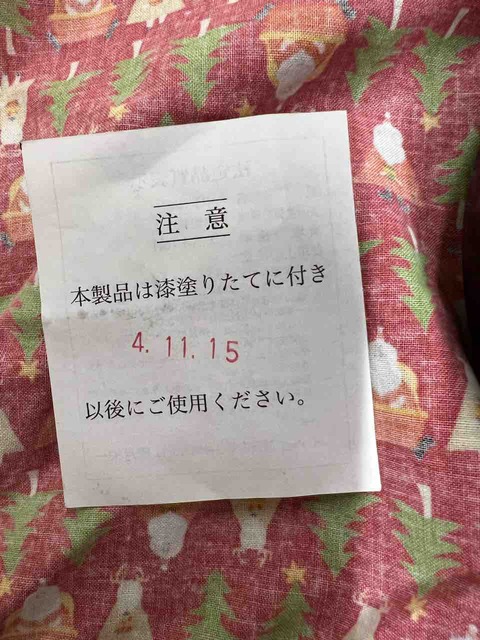 注 意
本製品は漆塗りたてに付き
4. 11. 15
以後にご使用ください。